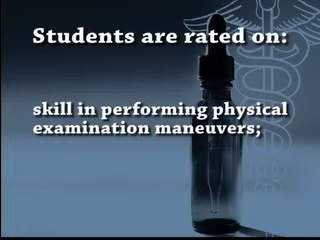 Students are rated on:
skill in performing physical
examination maneuvers;